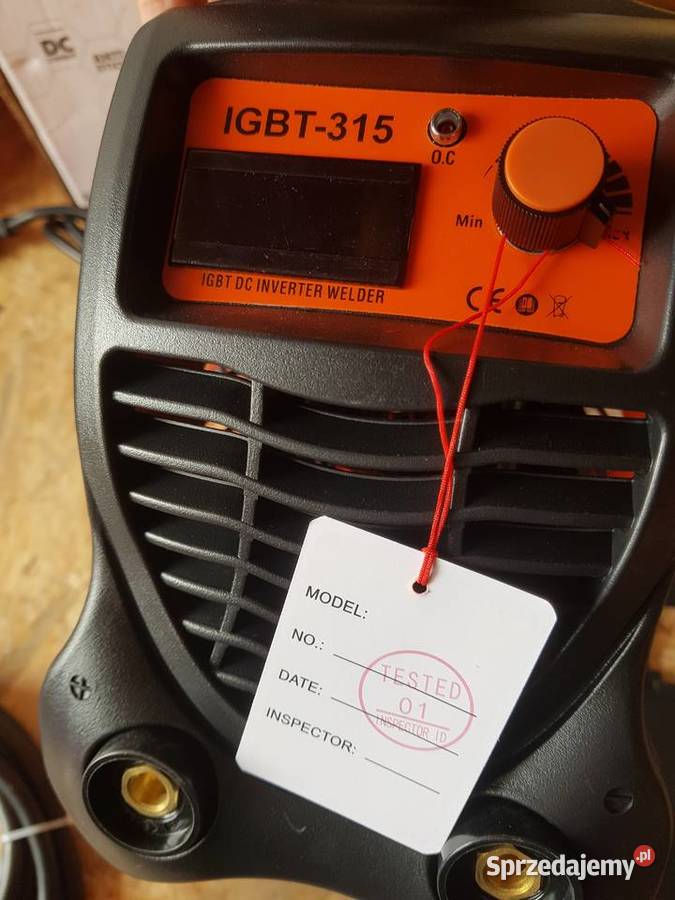 DC
IGBT-315
O.C
Min
IGBT DC INVERTER WELDER
CE
MODEL:
NO.:
DATE:
INSPECTOR:
TESTED
01
INSPECTOR ID
Sprzedajemy.pl